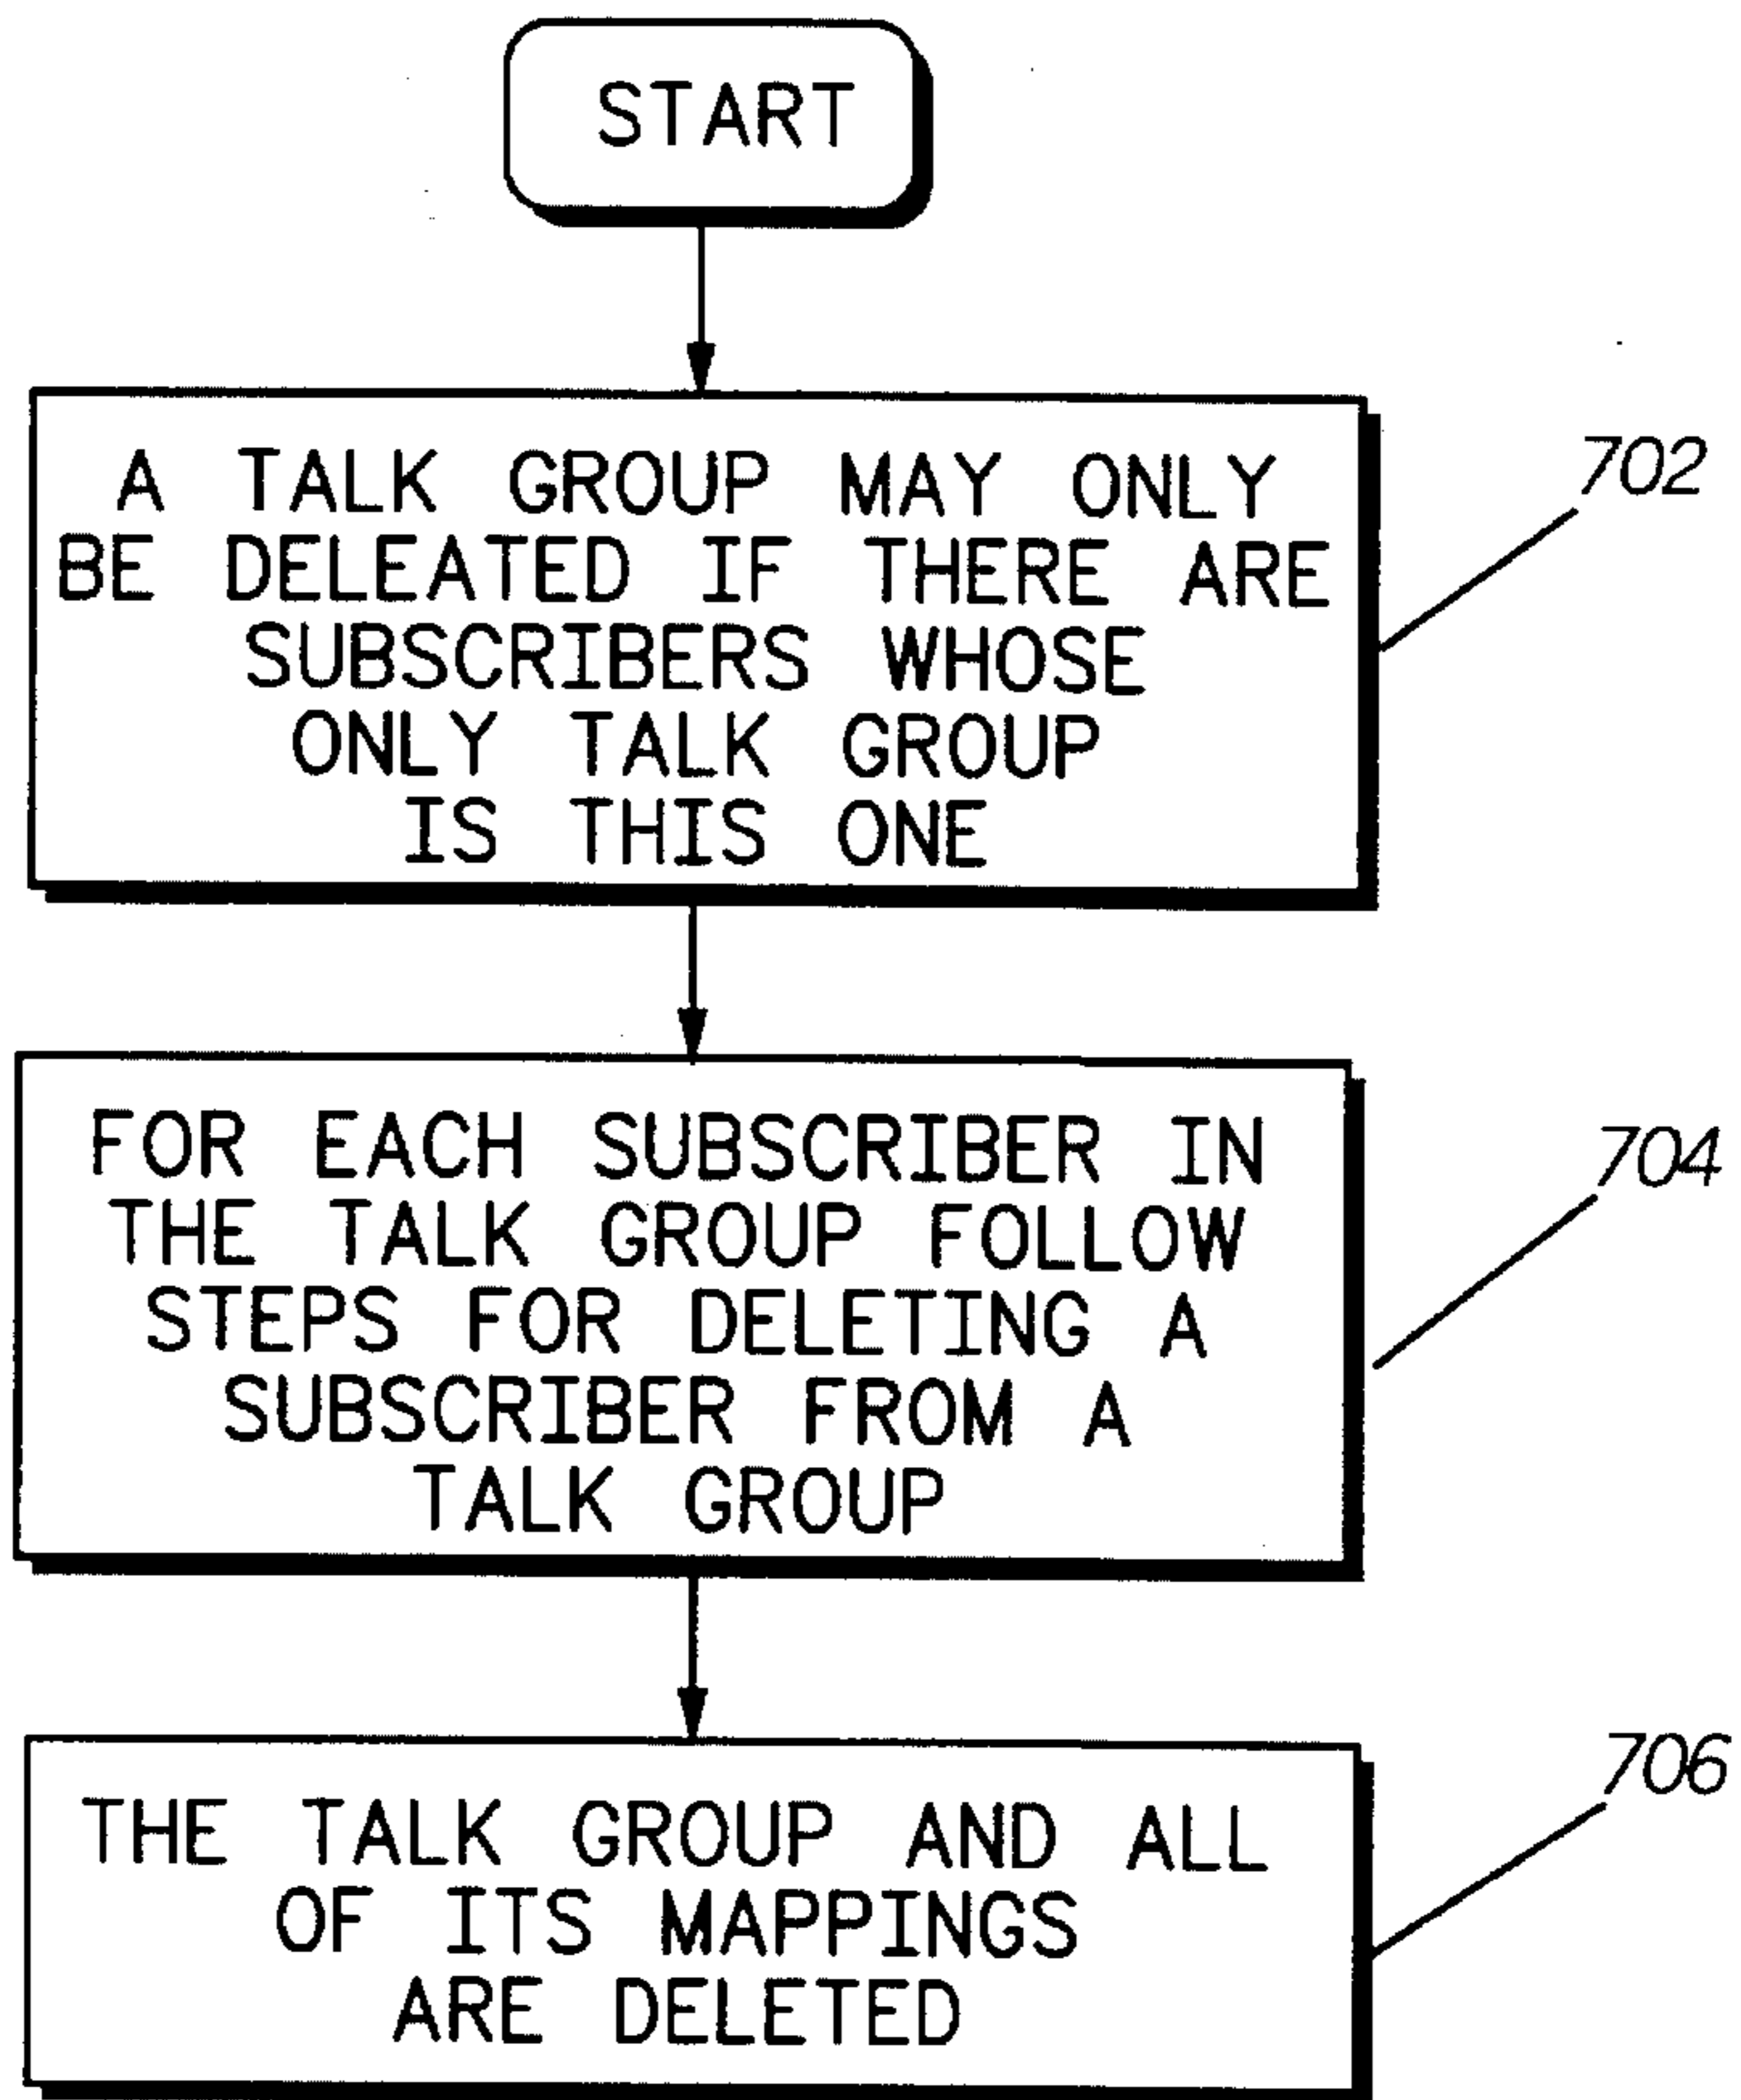 START
A TALK GROUP MAY ONLY
BE DELEATED IF THERE ARE
SUBSCRIBERS WHOSE
ONLY TALK GROUP
IS THIS ONE
702
FOR EACH SUBSCRIBER IN
THE TALK GROUP FOLLOW
STEPS FOR DELETING A
SUBSCRIBER FROM A
TALK GROUP
704
THE TALK GROUP AND ALL
OF ITS MAPPINGS
ARE DELETED
706